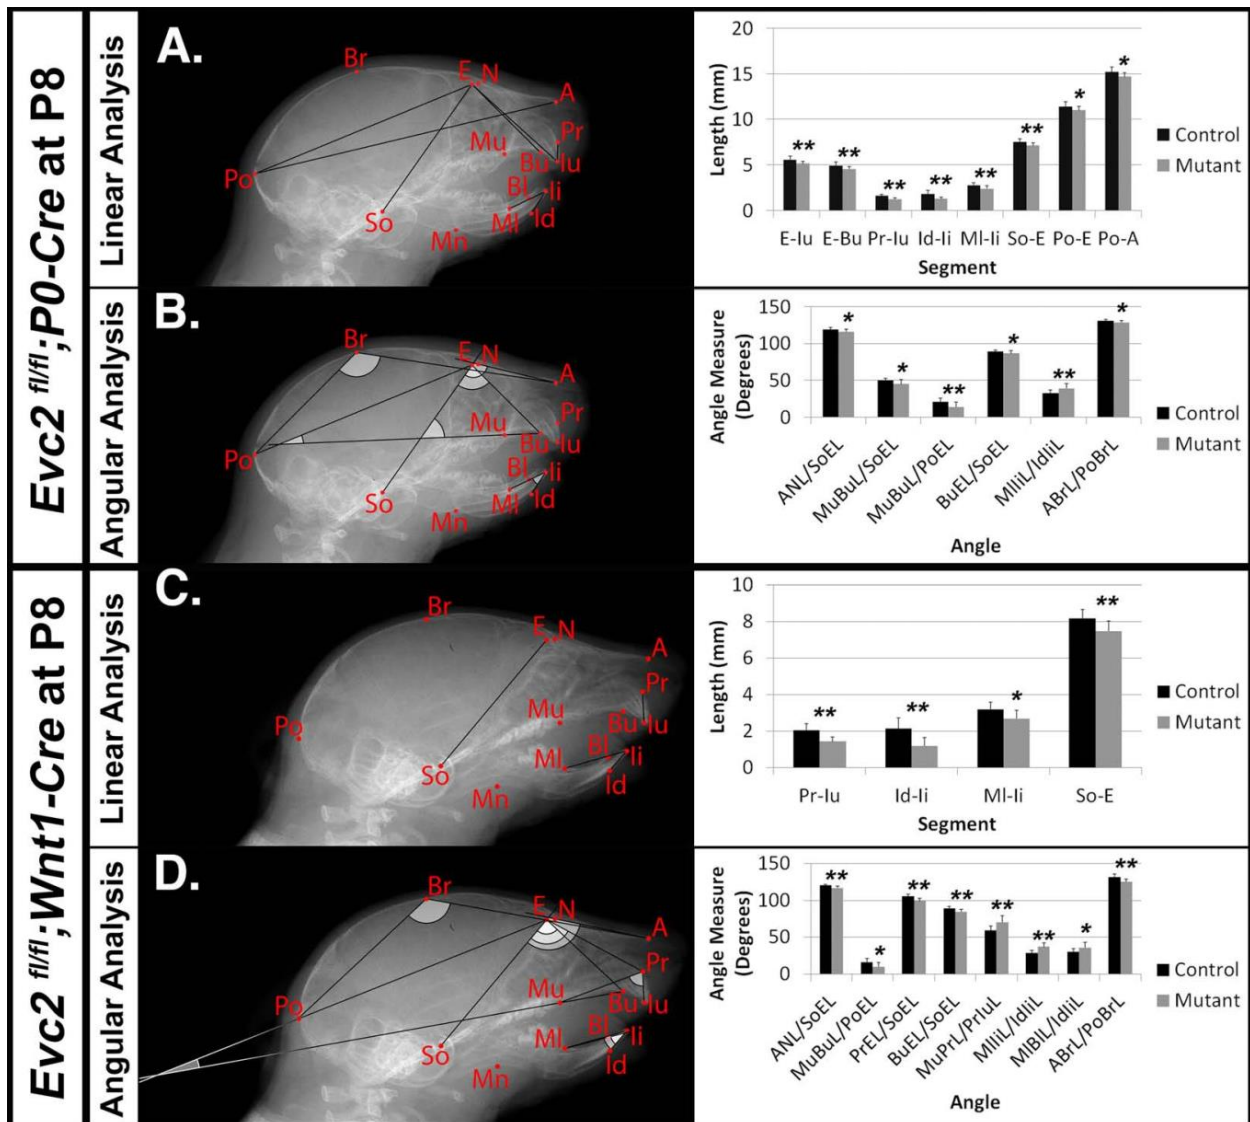 Evc2 fl/fl;P0-Cre at P8
Linear Analysis
A.
Br
E N
A
Pr
Mu
Bu Iu
Po
Bl Ii
So
Ml Id
Mn
20
15
10
5
0
Length (mm)
** ** ** ** ** ** * *
E-Iu E-Bu Pr-Iu Id-Ii Ml-Ii So-E Po-E Po-A
Segment
Control
Mutant
Angular Analysis
B.
Br
E N
A
Pr
Mu
Bu Iu
Po
Bl Ii
So
Ml Id
Mn
150
100
50
0
Angle Measure
(Degrees)
* * ** * ** *
ANL/SoEL MuBuL/SoEL MuBuL/PoEL BuEL/SoEL MlIiL/IdIiL ABrL/PoBrL
Angle
Control
Mutant
Evc2 fl/fl;Wnt1-Cre at P8
Linear Analysis
C.
Br
E N
A
Pr
Mu
Bu Iu
Po
Bl Ii
So
Ml Id
Mn
10
8
6
4
2
0
Length (mm)
** ** * **
Pr-Iu Id-Ii Ml-Ii So-E
Segment
Control
Mutant
Angular Analysis
D.
Br
E N
A
Pr
Mu
Bu Iu
Po
Bl Ii
So
Ml Id
Mn
150
100
50
0
Angle Measure
(Degrees)
** * ** ** ** ** * **
ANL/SoEL MuBuL/PoEL PrEL/SoEL BuEL/SoEL MuPrL/PrIuL MlIiL/IdIiL MlBlL/IdIiL ABrL/PoBrL
Angle
Control
Mutant